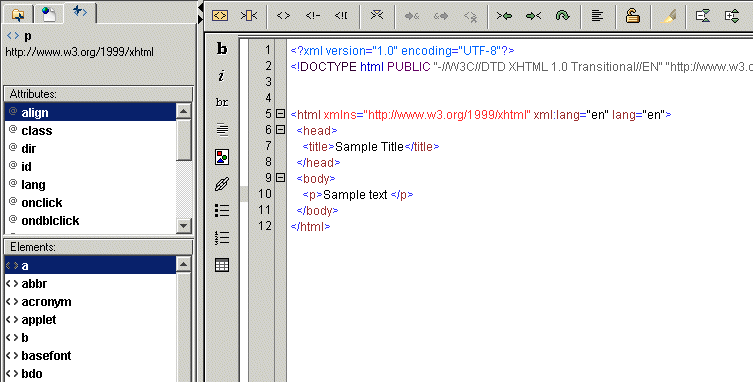 p
http://www.w3.org/1999/xhtml
Attributes:
@ align
@ class
@ dir
@ id
@ lang
@ onclick
@ ondblclick
Elements:
<> a
<> abbr
<> acronym
<> applet
<> b
<> basefont
<> bdo
b
i
br
1 <?xml version="1.0" encoding="UTF-8"?>
2 <!DOCTYPE html PUBLIC "-//W3C//DTD XHTML 1.0 Transitional//EN" "http://www.w3.o
3
4
5 <html xmlns="http://www.w3.org/1999/xhtml" xml:lang="en" lang="en">
6 <head>
7 <title>Sample Title</title>
8 </head>
9 <body>
10 <p>Sample text </p>
11 </body>
12 </html>